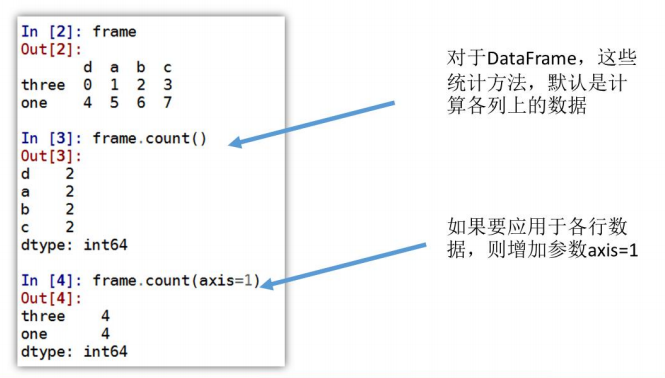 In [2]: frame
Out[2]:
d a b c
three 0 1 2 3
one 4 5 6 7
In [3]: frame.count()
Out[3]:
d 2
a 2
b 2
c 2
dtype: int64
In [4]: frame.count(axis=1)
Out[4]:
three 4
one 4
dtype: int64
对于DataFrame，这些
统计方法，默认是计
算各列上的数据
如果要应用于各行数
据，则增加参数axis=1